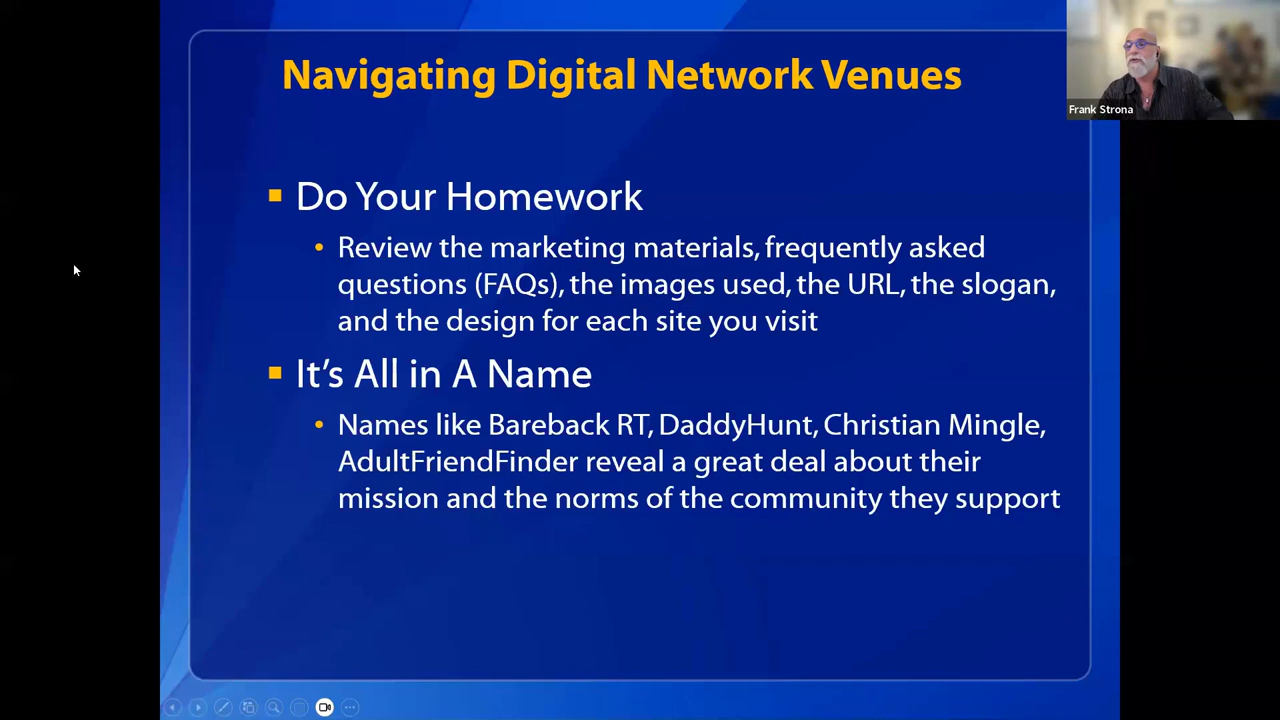 Navigating Digital Network Venues
Frank Strona
Do Your Homework
Review the marketing materials, frequently asked
questions (FAQs), the images used, the URL, the slogan,
and the design for each site you visit
It's All in A Name
Names like Bareback RT, DaddyHunt, Christian Mingle,
AdultFriendFinder reveal a great deal about their
mission and the norms of the community they support